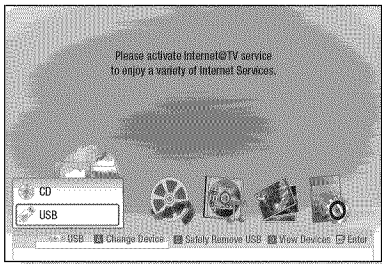 Please activate Internet@TV service
to enjoy a variety of Internet Services.
CD
USB
USB A Change Device Safely Remove USB View Devices Enter